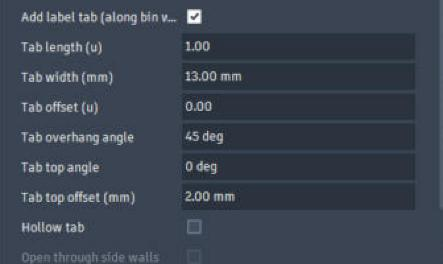 Add label tab (along bin w...
Tab length (u) 1.00
Tab width (mm) 13.00 mm
Tab offset (u) 0.00
Tab overhang angle 45 deg
Tab top angle 0 deg
Tab top offset (mm) 2.00 mm
Hollow tab
Open through side walls